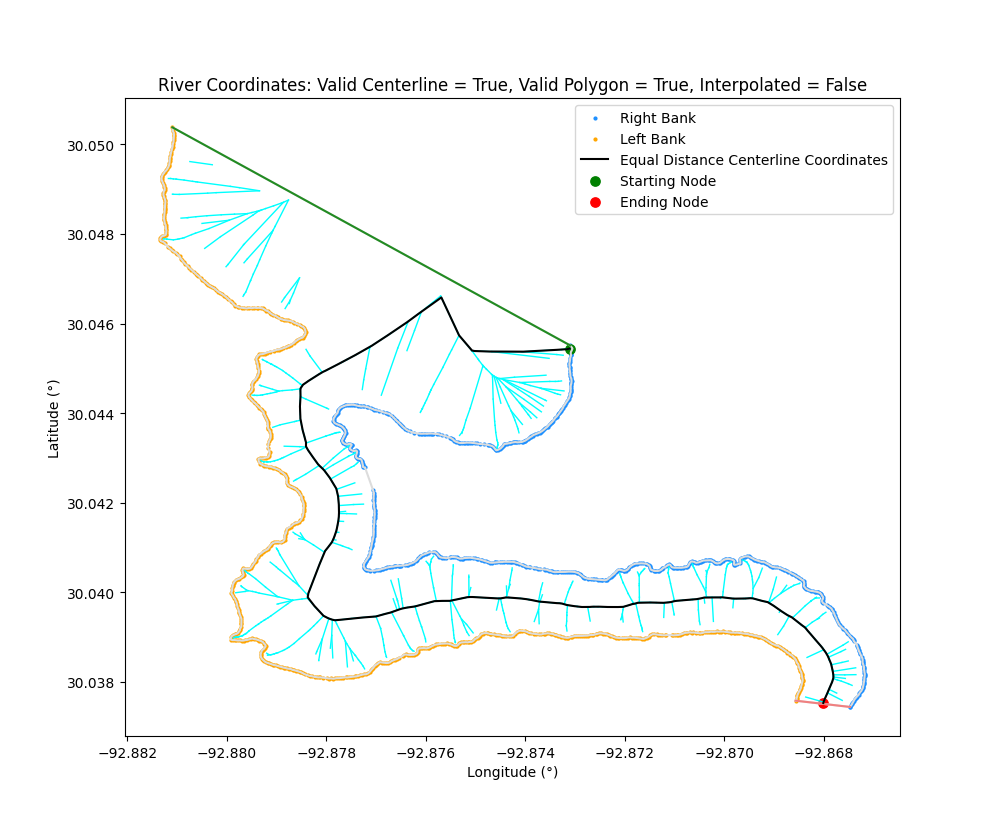 River Coordinates: Valid Centerline = True, Valid Polygon = True, Interpolated = False
Right Bank
Left Bank
Equal Distance Centerline Coordinates
Starting Node
Ending Node
30.050
30.048
30.046
30.044
30.042
30.040
30.038
Latitude (°)
−92.882 −92.880 −92.878 −92.876 −92.874 −92.872 −92.870 −92.868
Longitude (°)